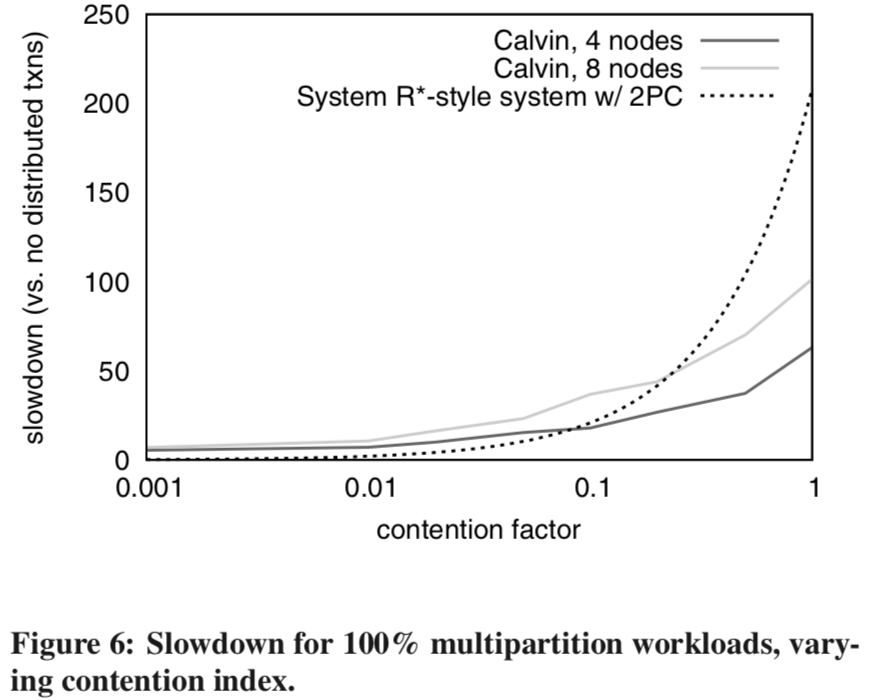 250
200
150
100
50
0
slowdown (vs. no distributed txns)
Calvin, 4 nodes
Calvin, 8 nodes
System R*-style system w/ 2PC
0.001
0.01
0.1
1
contention factor
Figure 6: Slowdown for 100% multipartition workloads, vary-
ing contention index.